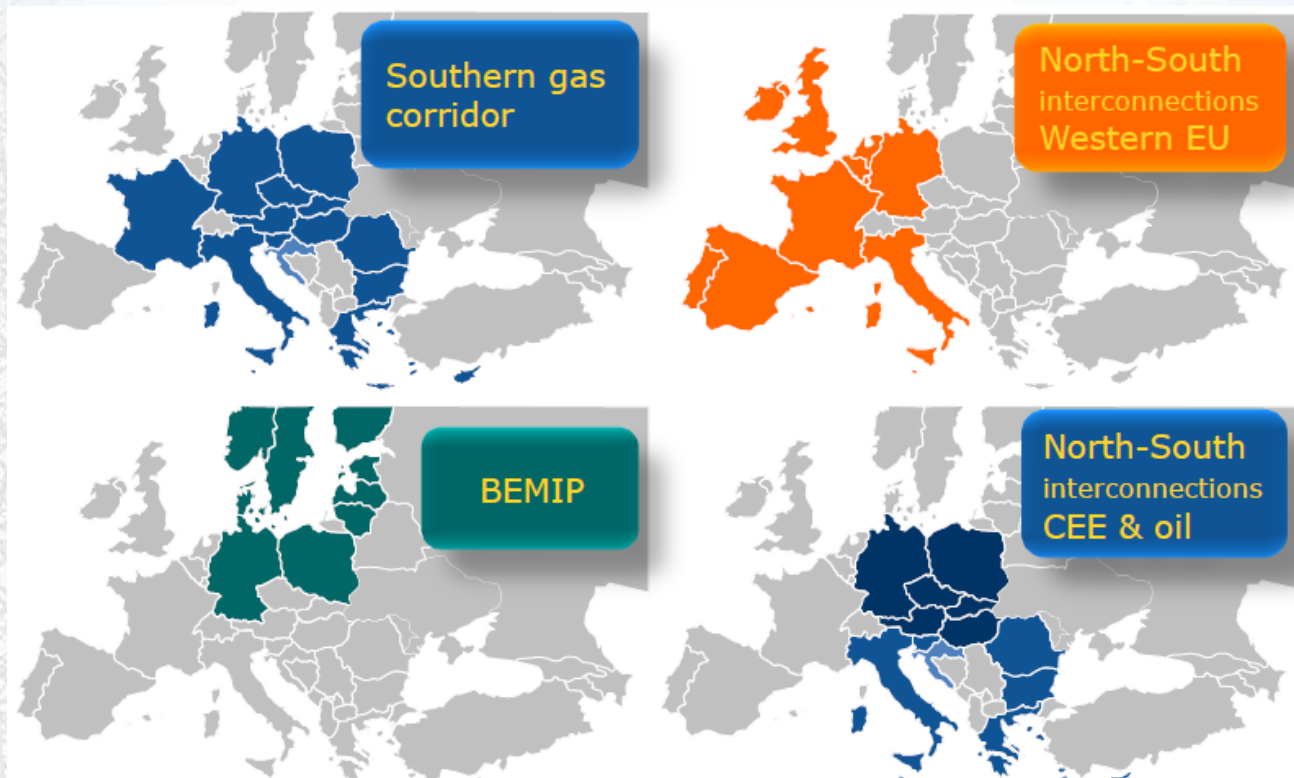 Southern gas
corridor
North-South
interconnections
Western EU
BEMIP
North-South
interconnections
CEE & oil